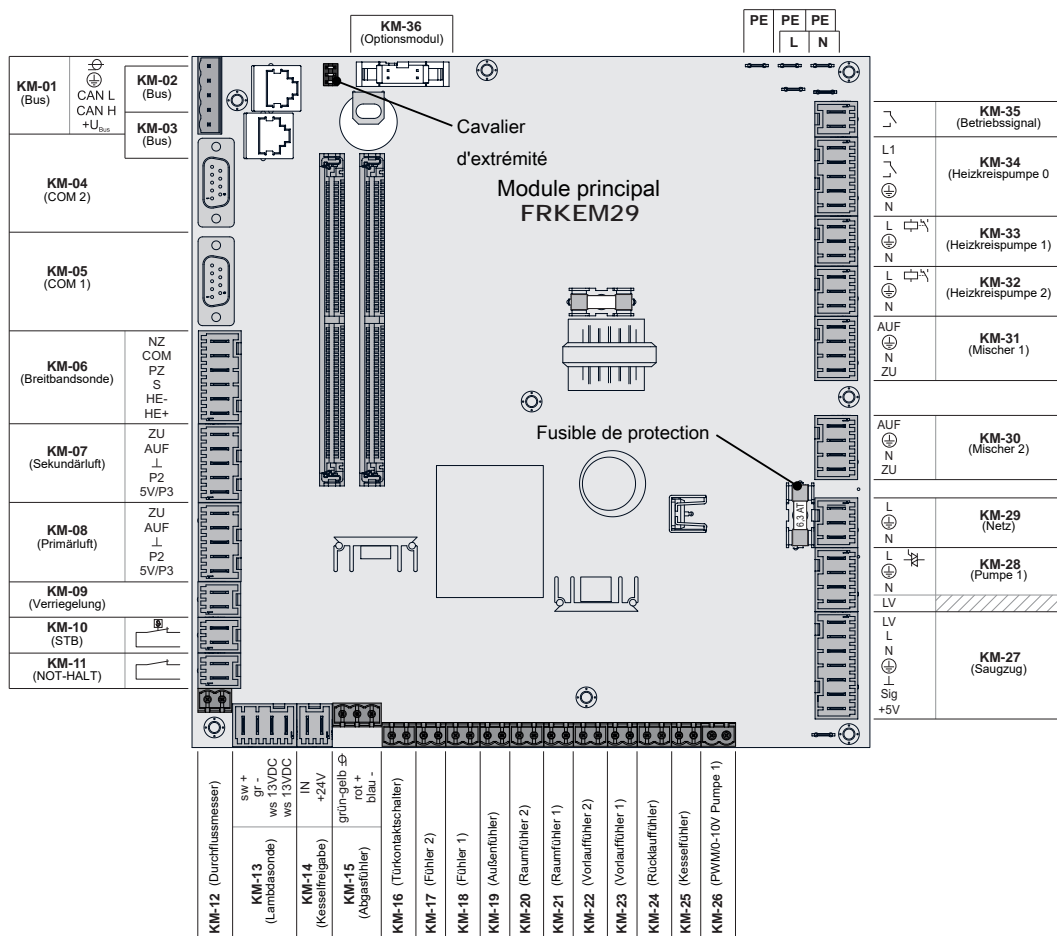 KM-36
(Optionsmodul)
PE PE PE
L N
KM-01
(Bus)
CAN L
CAN H
+U Bus
KM-02
(Bus)
KM-03
(Bus)
KM-04
(COM 2)
KM-05
(COM 1)
KM-06
(Breitbandsonde)
NZ
COM
PZ
S
HE-
HE+
KM-07
(Sekundärluft)
ZU
AUF
⊥
P2
5V/P3
KM-08
(Primärluft)
ZU
AUF
⊥
P2
5V/P3
KM-09
(Verriegelung)
KM-10
(STB)
KM-11
(NOT-HALT)
Cavalier
d'extrémité
Module principal
FRKEM29
Fusible de protection
6,3 AT
KM-35
(Betriebssignal)
L1
N
KM-34
(Heizkreispumpe 0
L
N
KM-33
(Heizkreispumpe 1)
L
N
KM-32
(Heizkreispumpe 2)
AUF
N
ZU
KM-31
(Mischer 1)
AUF
N
ZU
KM-30
(Mischer 2)
L
N
KM-29
(Netz)
L
N
LV
KM-28
(Pumpe 1)
LV
L
N
⊥
Sig
+5V
KM-27
(Saugzug)
KM-12 (Durchflussmesser)
sw +
gr -
ws 13VDC
ws 13VDC
KM-13
(Lambdasonde)
IN
+24V
KM-14
(Kesselfreigabe)
grün-gelb
rot +
blau -
KM-15
(Abgasfühler)
KM-16 (Türkontaktschalter)
KM-17 (Fühler 2)
KM-18 (Fühler 1)
KM-19 (Außenfühler)
KM-20 (Raumfühler 2)
KM-21 (Raumfühler 1)
KM-22 (Vorlauffühler 2)
KM-23 (Vorlauffühler 1)
KM-24 (Rücklauffühler)
KM-25 (Kesselfühler)
KM-26 (PWM/0-10V Pumpe 1)